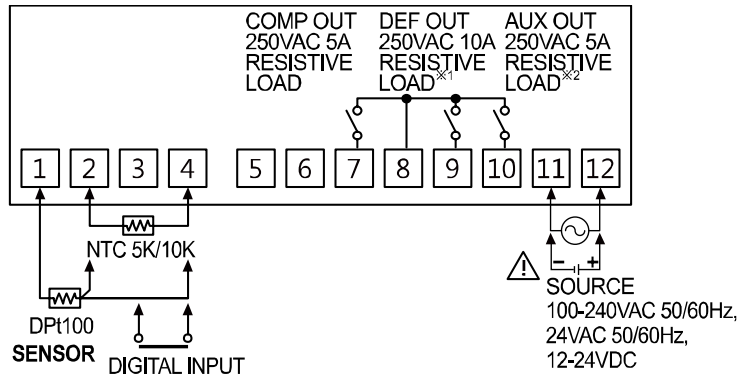 COMP OUT
250VAC 5A
RESISTIVE
LOAD
DEF OUT
250VAC 10A
RESISTIVE
LOAD※1
AUX OUT
250VAC 5A
RESISTIVE
LOAD※2
1 2 3 4 5 6 7 8 9 10 11 12
NTC 5K/10K
DPt100
SENSOR
DIGITAL INPUT
− +
SOURCE
100-240VAC 50/60Hz,
24VAC 50/60Hz,
12-24VDC